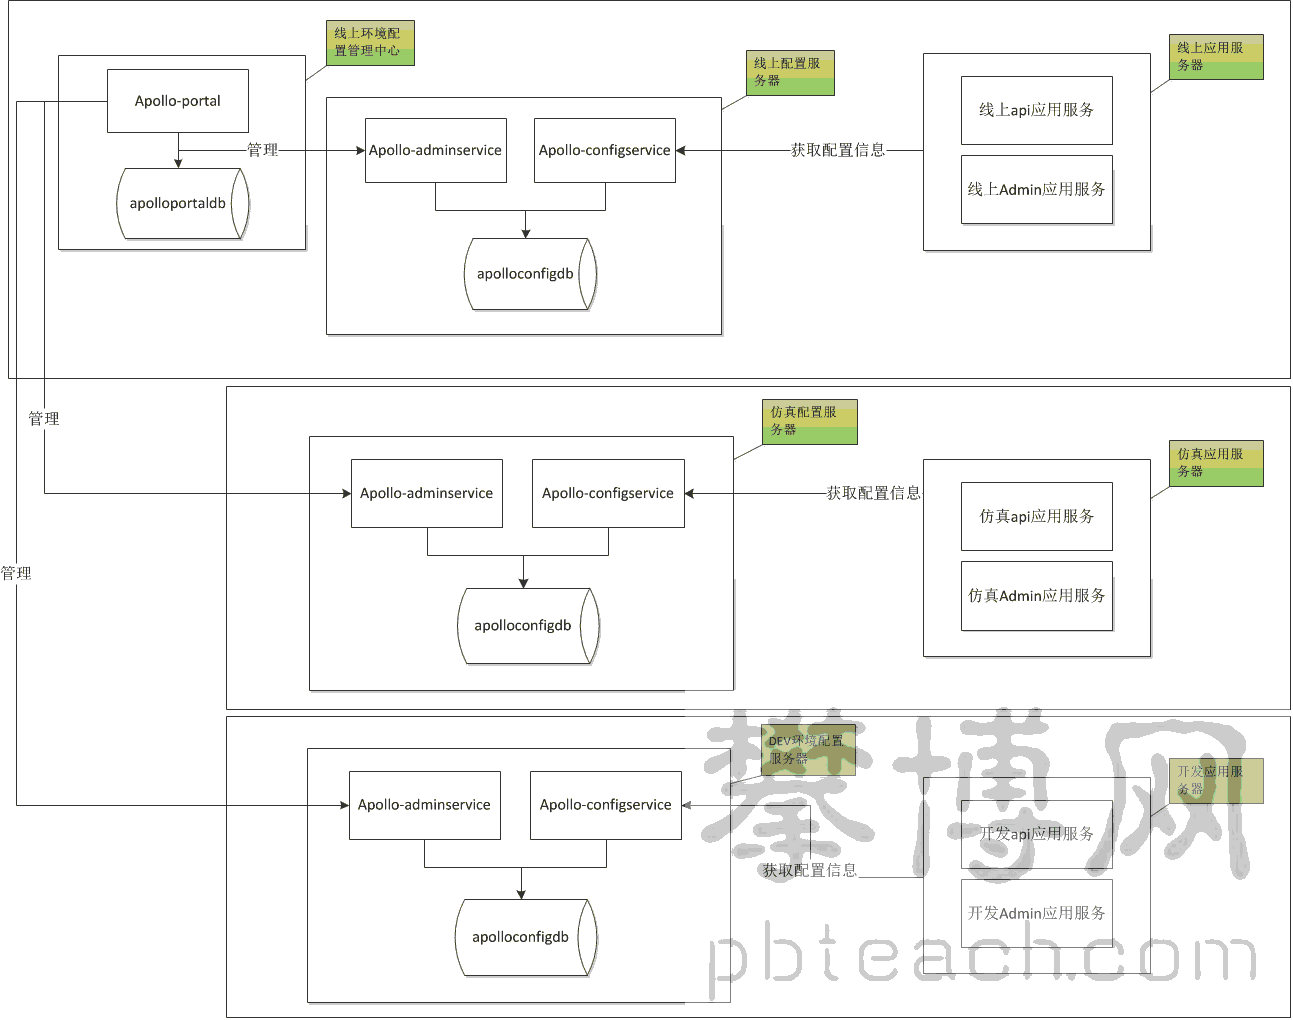 线上环境配
置管理中心
Apollo-portal
apolloportaldb
管理
线上配置服
务器
Apollo-adminservice
Apollo-configservice
apolloconfigdb
获取配置信息
线上应用服
务器
线上api应用服务
线上Admin应用服务
管理
仿真配置服
务器
Apollo-adminservice
Apollo-configservice
apolloconfigdb
获取配置信息
仿真应用服
务器
仿真api应用服务
仿真Admin应用服务
管理
DEV环境配置
服务器
Apollo-adminservice
Apollo-configservice
apolloconfigdb
获取配置信息
开发应用服
务器
开发api应用服务
开发Admin应用服务
攀博网
pbteach.com